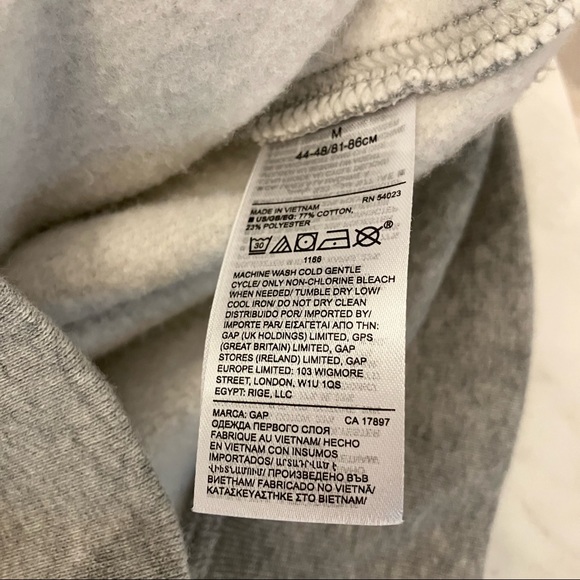 M
44-48/81-86CM
RN 54023
MADE IN VIETNAM
■ US/GB/EG: 77% COTTON,
23% POLYESTER
30 ®
1166
MACHINE WASH COLD GENTLE
CYCLE/ ONLY NON-CHLORINE BLEACH
WHEN NEEDED/ TUMBLE DRY LOW/
COOL IRON/ DO NOT DRY CLEAN
DISTRIBUIDO POR/ IMPORTED BY/
IMPORTE PAR/ ΕΙΣΑΓΕΤΑΙ ΑΠΟ ΤΗΝ:
GAP (UK HOLDINGS) LIMITED, GPS
(GREAT BRITAIN) LIMITED, GAP
STORES (IRELAND) LIMITED, GAP
EUROPE LIMITED: 103 WIGMORE
STREET, LONDON, W1U 1QS
EGYPT: RIGE, LLC
MARCA: GAP CA 17897
ОДЕЖДА ПЕРВОГО СЛОЯ
FABRIQUE AU VIETNAM/ HECHO
EN VIETNAM CON INSUMOS
IMPORTADOS/
ՎԻԵՏՆԱՄՈՒՄ/ ПРОИЗВЕДЕНО ВЪВ
ВИЕТНАМ/ FABRICADO NO VIETNÃ/
ΚΑΤΑΣΚΕΥΑΣΤΗΚΕ ΣΤΟ ΒΙΕΤΝΑΜ/